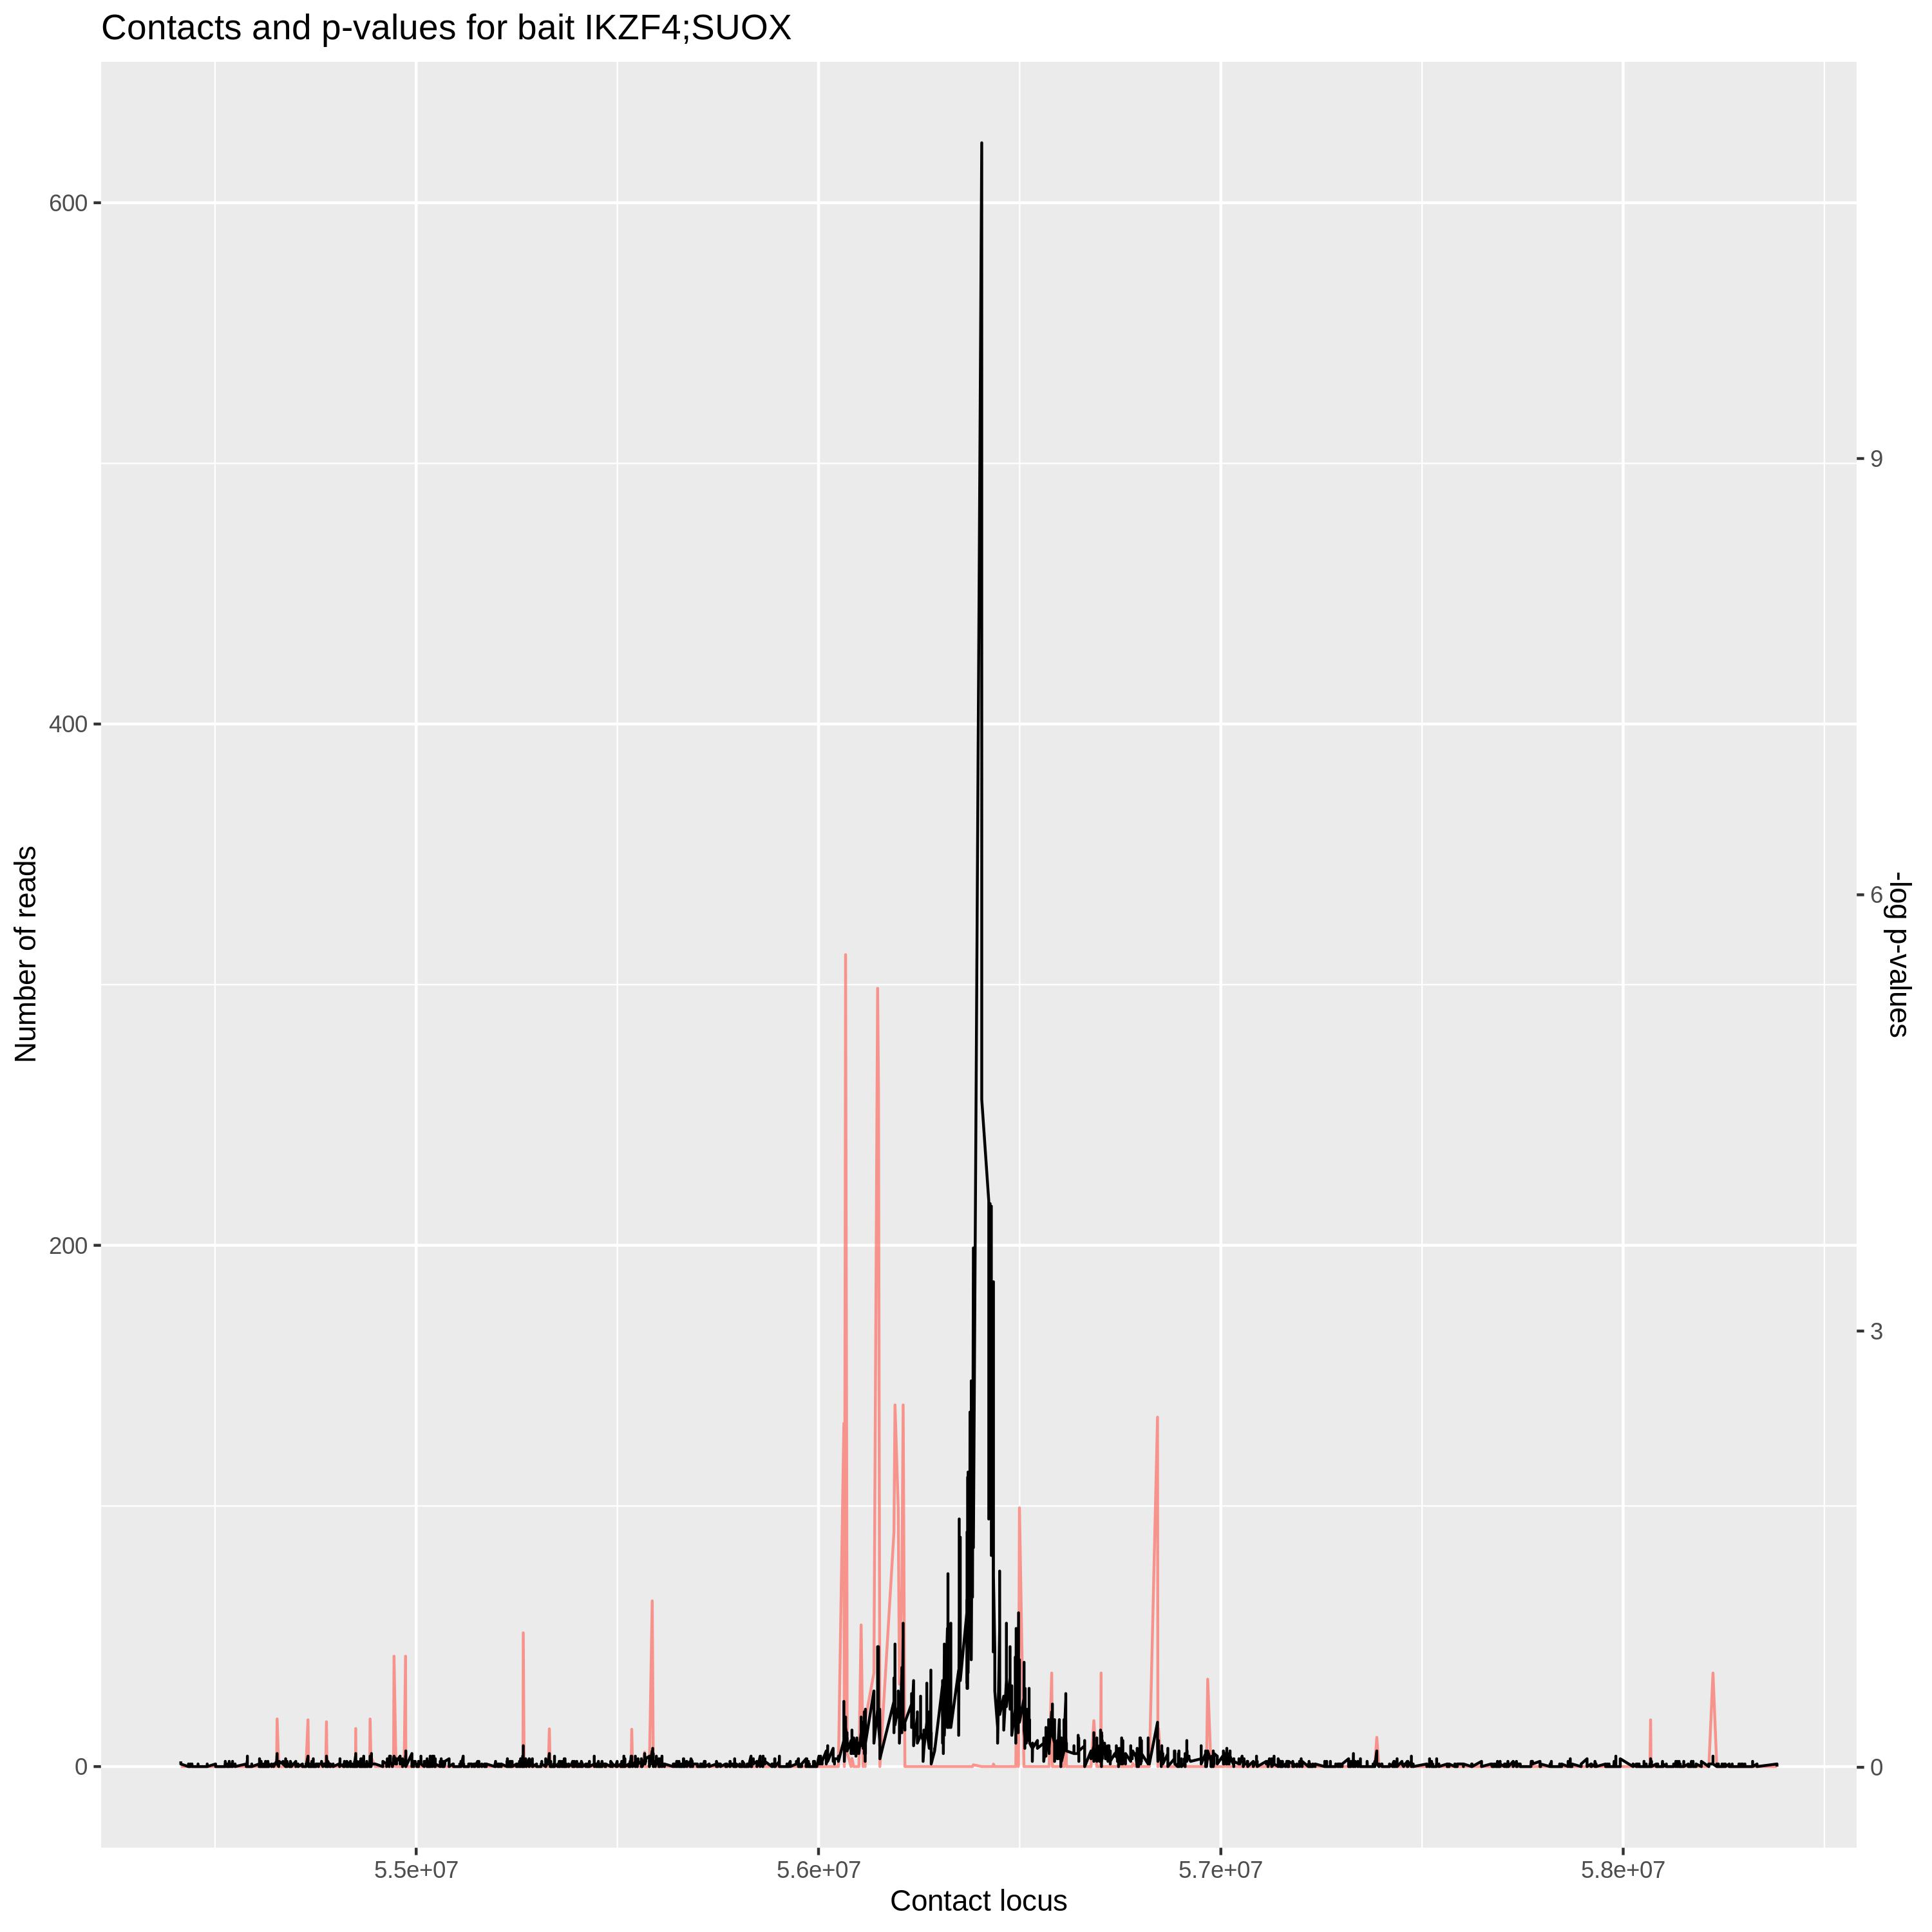 Contacts and p-values for bait IKZF4;SUOX
600
400
200
0
Number of reads
9
6
3
0
-log p-values
5.5e+07
5.6e+07
5.7e+07
5.8e+07
Contact locus